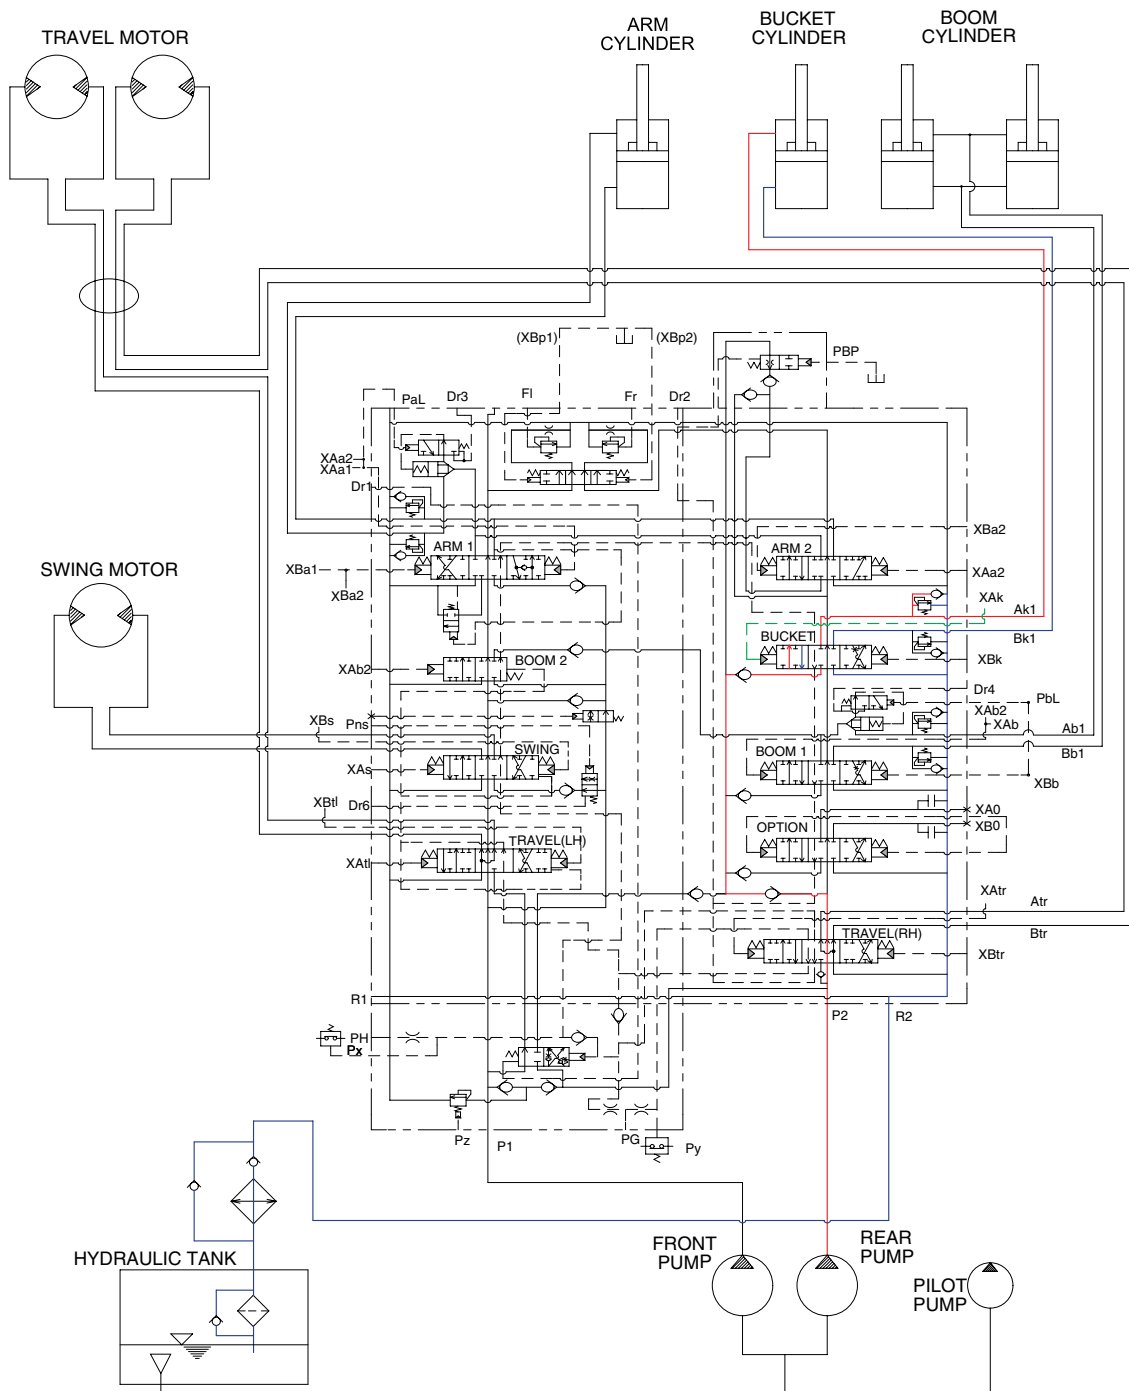 ARM
CYLINDER
BUCKET
CYLINDER
BOOM
CYLINDER
TRAVEL MOTOR
(XBp1)
(XBp2)
PBP
PaL
Dr3
Fl
Fr
Dr2
XAa2
XAa1
Dr1
XBa2
ARM 1
ARM 2
SWING MOTOR
XBa1
XBa2
XAa2
XAk
Ak1
BUCKET
Bk1
XAb2
BOOM 2
XBk
Dr4
PbL
XAb2
XBs
Pns
XAb
Ab1
SWING
BOOM 1
Bb1
XAs
XBb
XBtl
Dr6
XA0
XB0
OPTION
TRAVEL(LH)
XAtl
XAtr
Atr
TRAVEL(RH)
Btr
XBtr
R1
P2
R2
PH
Px
Pz
P1
PG
Py
HYDRAULIC TANK
FRONT
PUMP
REAR
PUMP
PILOT
PUMP